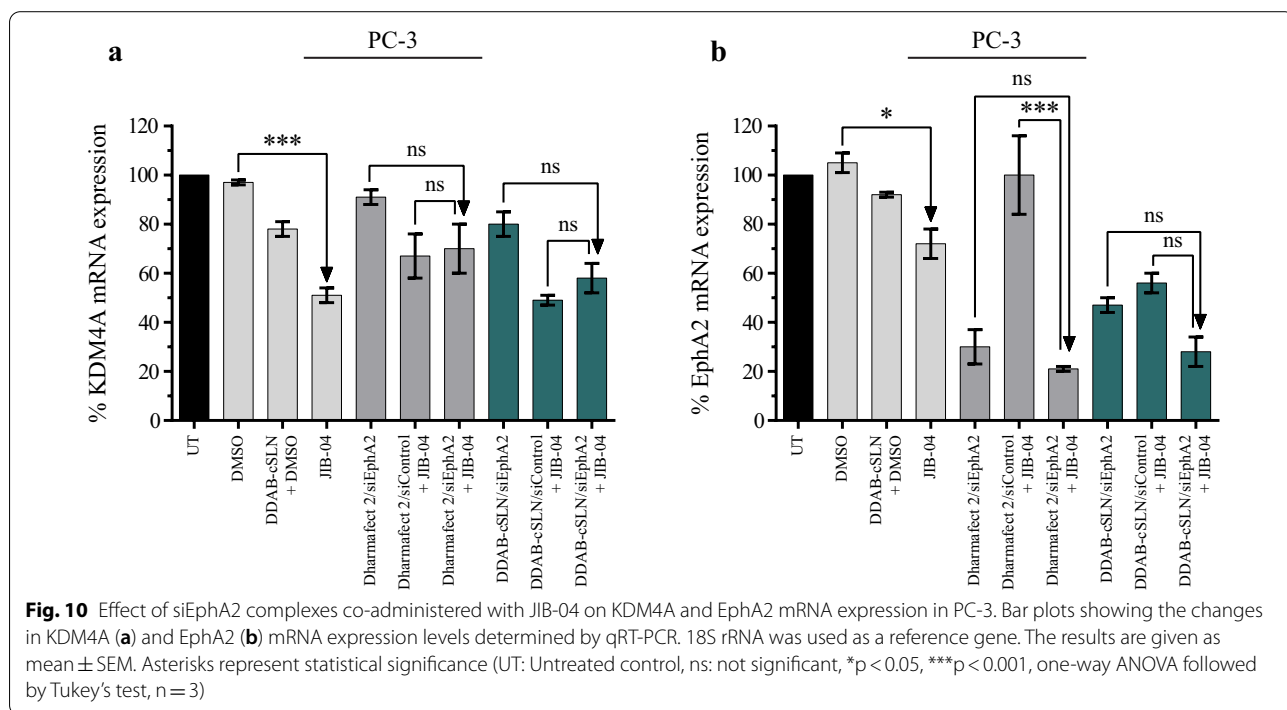 a
PC-3
% KDM4A mRNA expression
120
100
80
60
40
20
0
***
ns
ns
ns
ns
UT
DMSO
DDAB-cSLN
+ DMSO
JIB-04
Dharmafect 2/siEphA2
Dharmafect 2/siControl
+ JIB-04
Dharmafect 2/siEphA2
+ JIB-04
DDAB-cSLN/siEphA2
DDAB-cSLN/siControl
+ JIB-04
DDAB-cSLN/siEphA2
+ JIB-04
b
PC-3
% EphA2 mRNA expression
120
100
80
60
40
20
0
*
ns
***
ns
ns
UT
DMSO
DDAB-cSLN
+ DMSO
JIB-04
Dharmafect 2/siEphA2
Dharmafect 2/siControl
+ JIB-04
Dharmafect 2/siEphA2
+ JIB-04
DDAB-cSLN/siEphA2
DDAB-cSLN/siControl
+ JIB-04
DDAB-cSLN/siEphA2
+ JIB-04
Fig. 10 Effect of siEphA2 complexes co-administered with JIB-04 on KDM4A and EphA2 mRNA expression in PC-3. Bar plots showing the changes
in KDM4A (a) and EphA2 (b) mRNA expression levels determined by qRT-PCR. 18S rRNA was used as a reference gene. The results are given as
mean ± SEM. Asterisks represent statistical significance (UT: Untreated control, ns: not significant, *p < 0.05, ***p < 0.001, one-way ANOVA followed
by Tukey's test, n = 3)